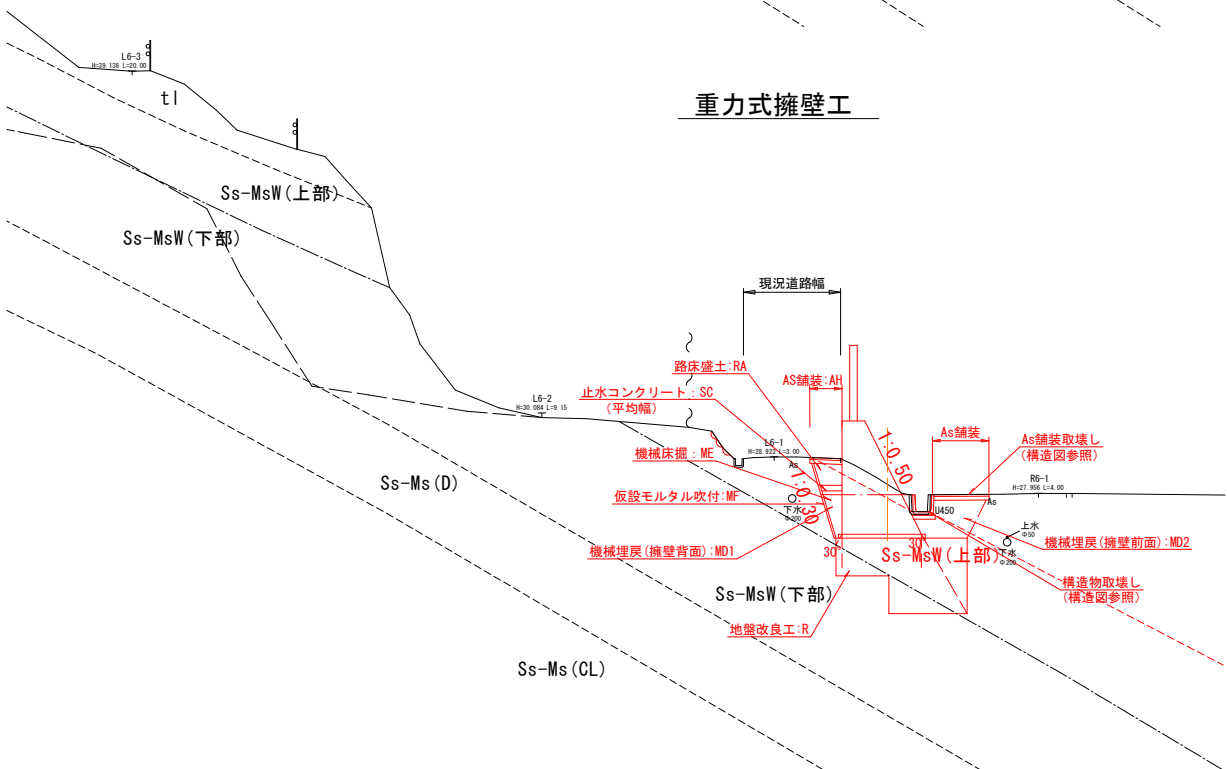 重力式擁壁工
L6-3
H=39.138 L=20.00
tl
Ss-MsW(上部)
Ss-MsW(下部)
現況道路幅
路床盛土:RA
AS舗装:AH
止水コンクリート：SC
(平均幅)
L6-2
H=30.084 L=9.15
1:0.50
As舗装
As舗装取壊し
(構造図参照)
L6-1
H=28.922 L=3.00
As
機械床掘：ME
1:0.30
R6-1
H=27.956 L=4.00
As
Ss-Ms(D)
仮設モルタル吹付:MF
下水
Φ200
U450
上水
Φ50
機械埋戻(擁壁背面):MD1
30
30
Ss-MsW(上部)
下水
Φ200
機械埋戻(擁壁前面):MD2
Ss-MsW(下部)
構造物取壊し
(構造図参照)
地盤改良工:R
Ss-Ms(CL)